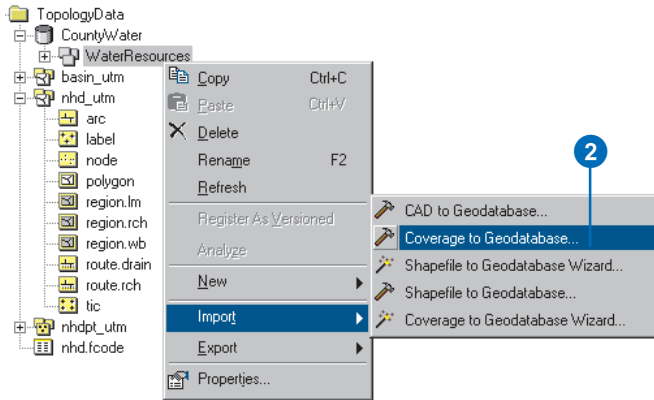 TopologyData
CountyWater
WaterResources
basin_utm
nhd_utm
arc
label
node
polygon
region.lm
region.rch
region.wb
route.drain
route.rch
tic
nhdpt_utm
nhd.fcode
Copy Ctrl+C
Paste Ctrl+V
Delete
Rename F2
Refresh
Register As Versioned
Analyze
New
Import
Export
Properties...
2
CAD to Geodatabase...
Coverage to Geodatabase...
Shapefile to Geodatabase Wizard...
Shapefile to Geodatabase...
Coverage to Geodatabase Wizard...